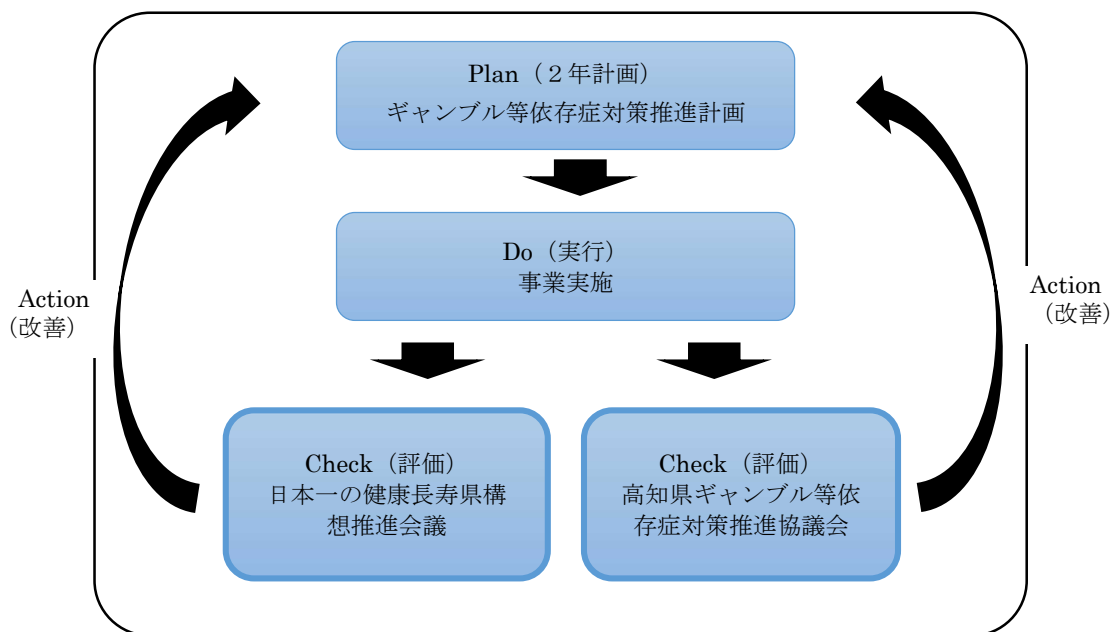 Plan（２年計画）
ギャンブル等依存症対策推進計画
Do（実行）
事業実施
Action
（改善）
Action
（改善）
Check（評価）
日本一の健康長寿県構
想推進会議
Check（評価）
高知県ギャンブル等依
存症対策推進協議会